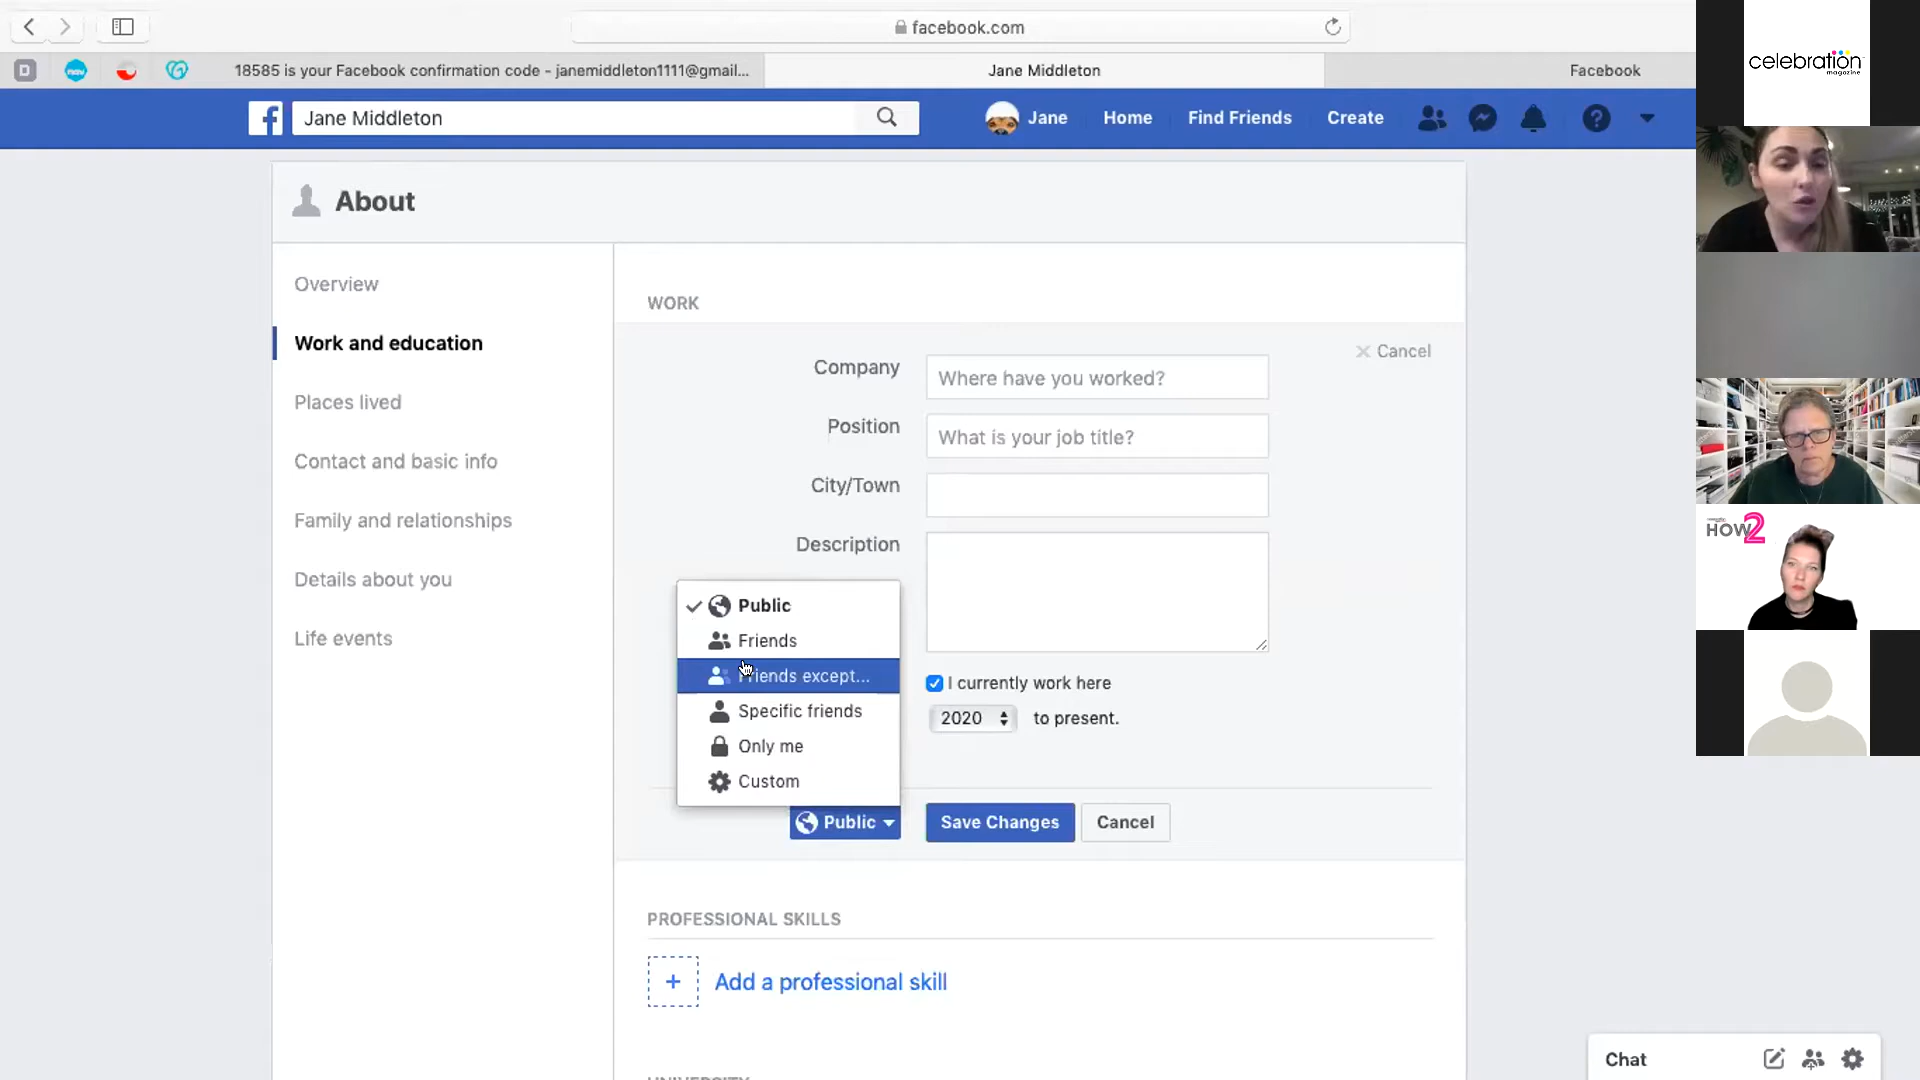 facebook.com
18585 is your Facebook confirmation code - janemiddleton1111@gmail...
Jane Middleton
Facebook
Jane Middleton
Jane
Home
Find Friends
Create
About
Overview
Work and education
Places lived
Contact and basic info
Family and relationships
Details about you
Life events
WORK
Cancel
Company
Where have you worked?
Position
What is your job title?
City/Town
Description
Public
Friends
Friends except...
Specific friends
Only me
Custom
I currently work here
2020
to present.
Public
Save Changes
Cancel
PROFESSIONAL SKILLS
+ Add a professional skill
UNIVERSITY
Chat
celebration
magazine
HOW2